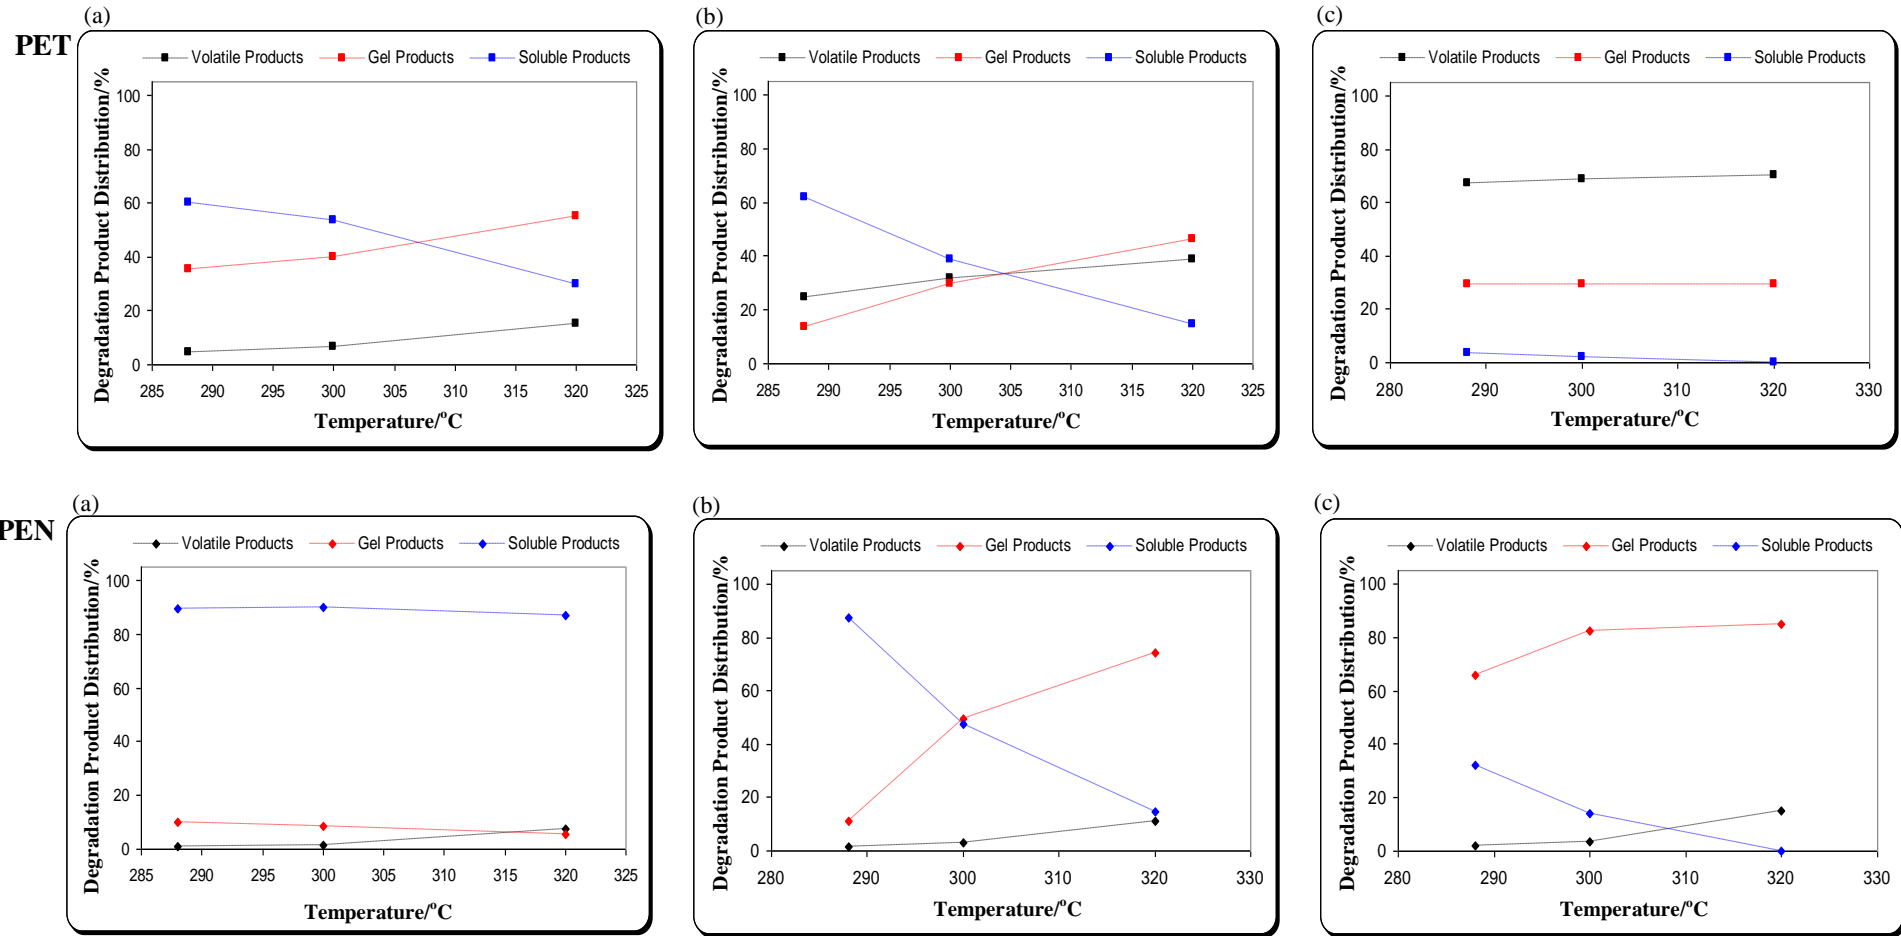 (a)
(b)
(c)
PET
Volatile Products Gel Products Soluble Products
Degradation Product Distribution/%
100
80
60
40
20
0
285 290 295 300 305 310 315 320 325
Temperature/°C
Volatile Products Gel Products Soluble Products
Degradation Product Distribution/%
100
80
60
40
20
0
285 290 295 300 305 310 315 320 325
Temperature/°C
Volatile Products Gel Products Soluble Products
Degradation Product Distribution/%
100
80
60
40
20
0
280 290 300 310 320 330
Temperature/°C
(a)
(b)
(c)
PEN
Volatile Products Gel Products Soluble Products
Degradation Product Distribution/%
100
80
60
40
20
0
285 290 295 300 305 310 315 320 325
Temperature/°C
Volatile Products Gel Products Soluble Products
Degradation Product Distribution/%
100
80
60
40
20
0
280 290 300 310 320 330
Temperature/°C
Volatile Products Gel Products Soluble Products
Degradation Product Distribution/%
100
80
60
40
20
0
280 290 300 310 320 330
Temperature/°C